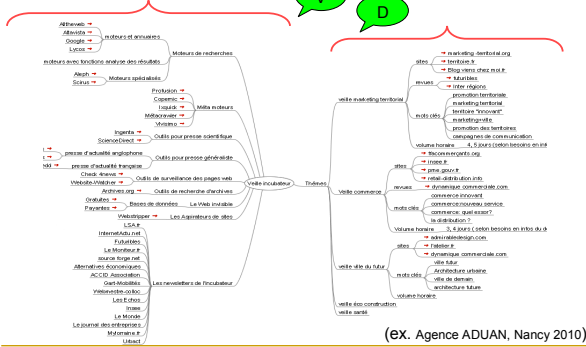 D
Alltheweb
Altavista
Google
Lycos
moteurs et annuaires
moteurs avec fonctions analyse des résultats
Aleph
Scirus
Moteurs spécialisés
Moteurs de recherches
Profusion
Copernic
Ixquick
Métacrawler
Vivisimo
Méta moteurs
Ingenta
ScienceDirect
Outils pour presse scientifique
presse d'actualité anglophone
presse d'actualité française
Outils pour presse généraliste
Check 4news
Website-Watcher
Outils de surveillance des pages web
Archives.org
Outils de recherche d'archives
Gratuites
Payantes
Bases de données
Le Web invisible
Webstripper
Les Aspirateurs de sites
LSA.fr
InternetActu.net
Futuribles
Le Moniteur.fr
source forge.net
Alternatives économiques
ACCID Association
Gart-Mobilités
Webmestre-colloc
Les Echos
Insee
Le Monde
Le journal des entreprises
Mylorraine.fr
Urbact
Les newsletters de l'incubateur
Veille incubateur
Thèmes
veille marketing territorial
sites
marketing -territorial.org
territoire.fr
Blog viens chez moi.fr
revues
futuribles
Inter régions
mots clés
promotion territoriale
marketing territorial
territoire "innovant"
marketing+ville
promotion des territoires
campagnes de communication
volume horaire
4, 5 jours (selon besoins en
Veille commerce
sites
ffiscommerçants.org
insee.fr
pme.gouv.fr
retail-distribution.info
revues
dynamique commerciale.com
mots clés
commerce innovant
commerce:nouveau service
commerce: quel essor?
la distribution ?
Volume horaire
3, 4 jours ( selon besoins en infos du
veille ville du futur
sites
admirabledesign.com
l'atelier.fr
dynamique commerciale.com
mots clés
ville futur
Architecture urbaine
ville de demain
architecture future
volume horaire
veille éco construction
veille santé
(ex. Agence ADUAN, Nancy 2010)